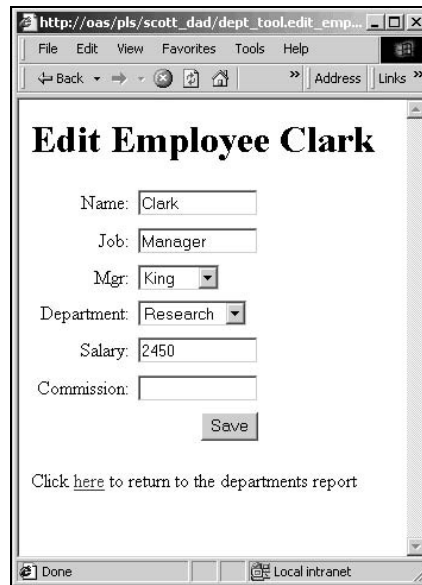 http://oas/pls/scott_dad/dept_tool.edit_emp...
File Edit View Favorites Tools Help
Back » Address Links »
Edit Employee Clark
Name: Clark
Job: Manager
Mgr: King
Department: Research
Salary: 2450
Commission:
Save
Click here to return to the departments report
Done Local intranet